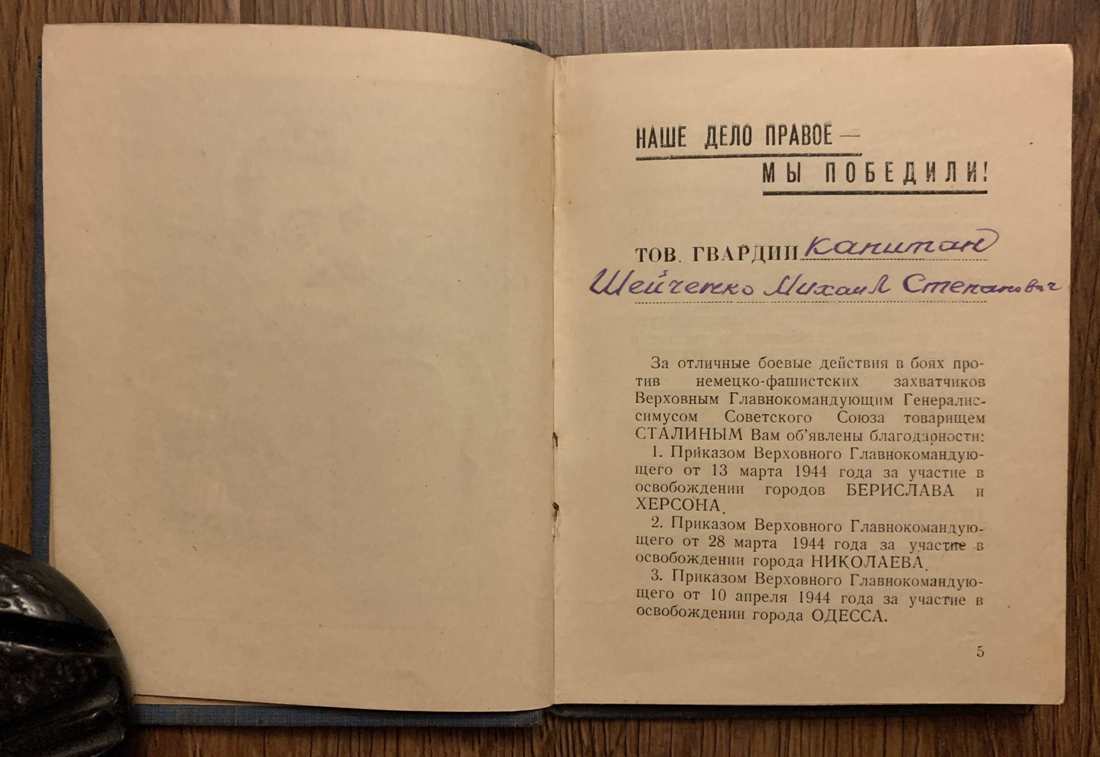 НАШЕ ДЕЛО ПРАВОЕ —
МЫ ПОБЕДИЛИ!
ТОВ. ГВАРДИИ капитан
Шейченко Михаил Степанович
За отличные боевые действия в боях про-
тив немецко-фашистских захватчиков
Верховным Главнокомандующим Генералис-
симусом Советского Союза товарищем
СТАЛИНЫМ Вам об'явлены благодарности:
1. Приказом Верховного Главнокомандую-
щего от 13 марта 1944 года за участие в
освобождении городов БЕРИСЛАВА и
ХЕРСОНА.
2. Приказом Верховного Главнокомандую-
щего от 28 марта 1944 года за участие в
освобождении города НИКОЛАЕВА.
3. Приказом Верховного Главнокомандую-
щего от 10 апреля 1944 года за участие в
освобождении города ОДЕССА.
5